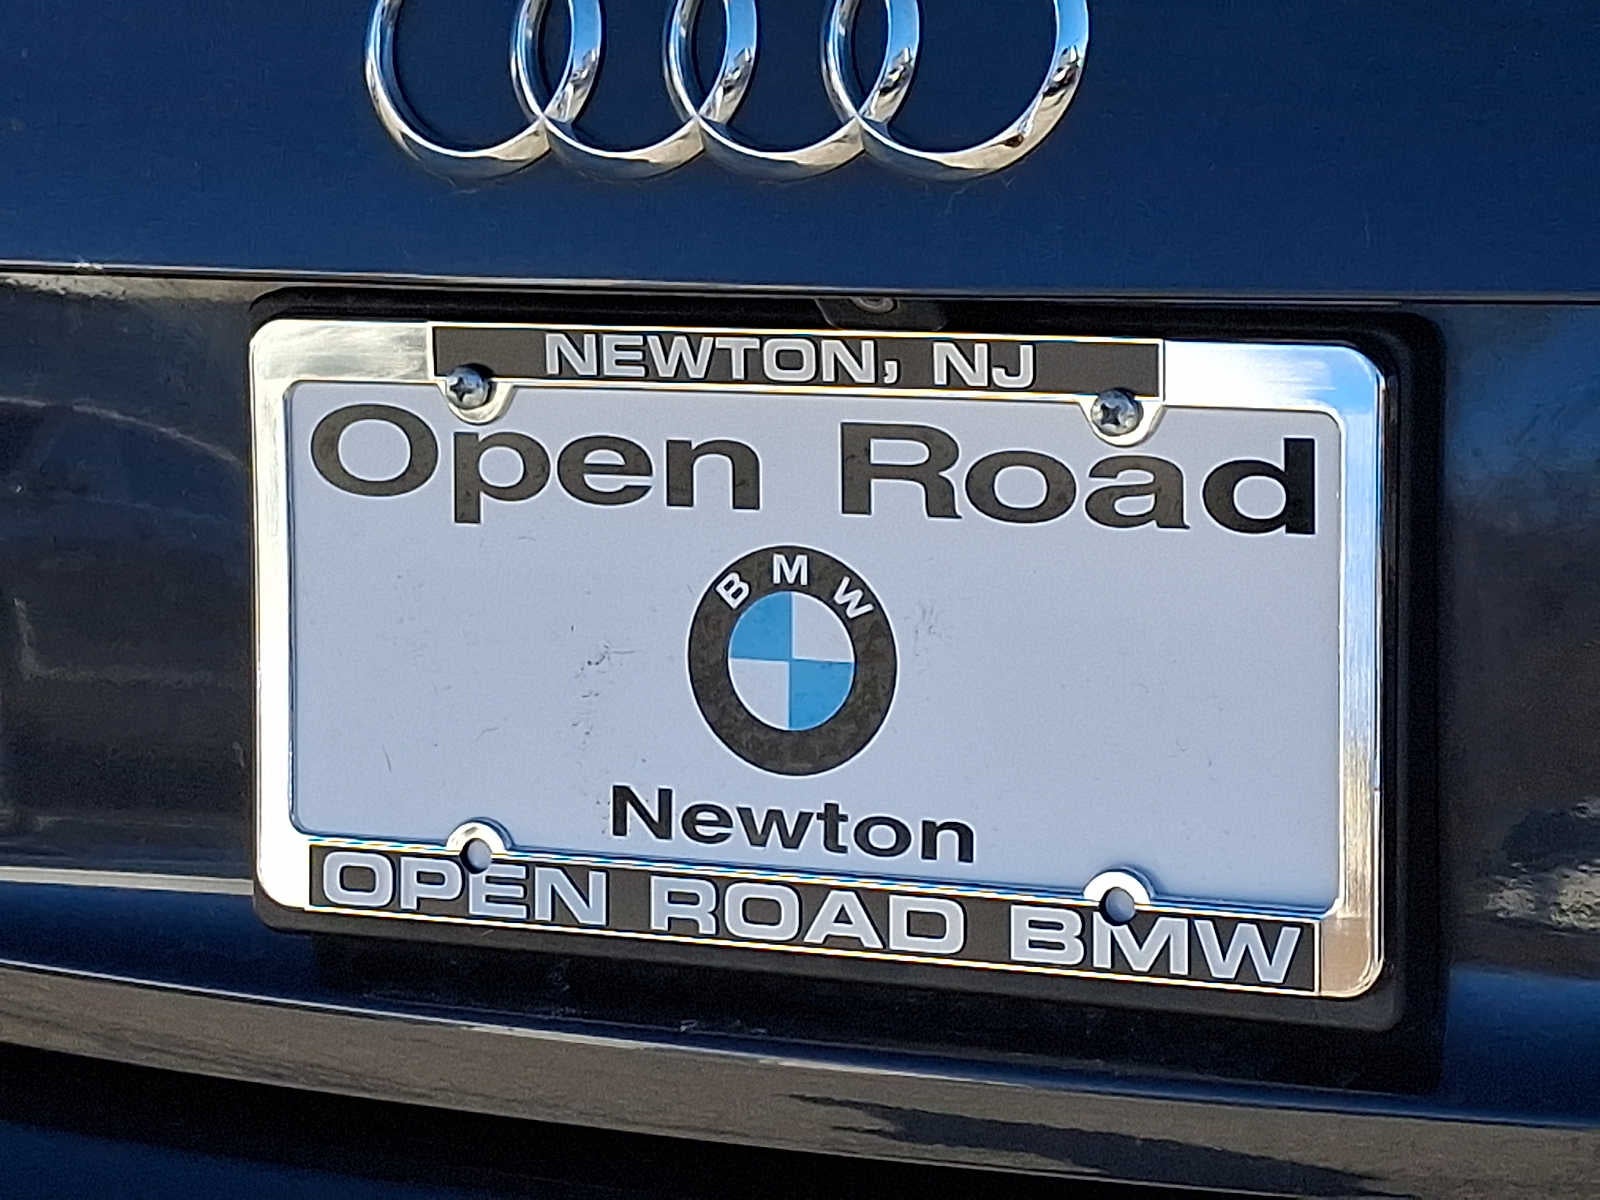 NEWTON, NJ
Open Road
BMW
Newton
OPEN ROAD BMW